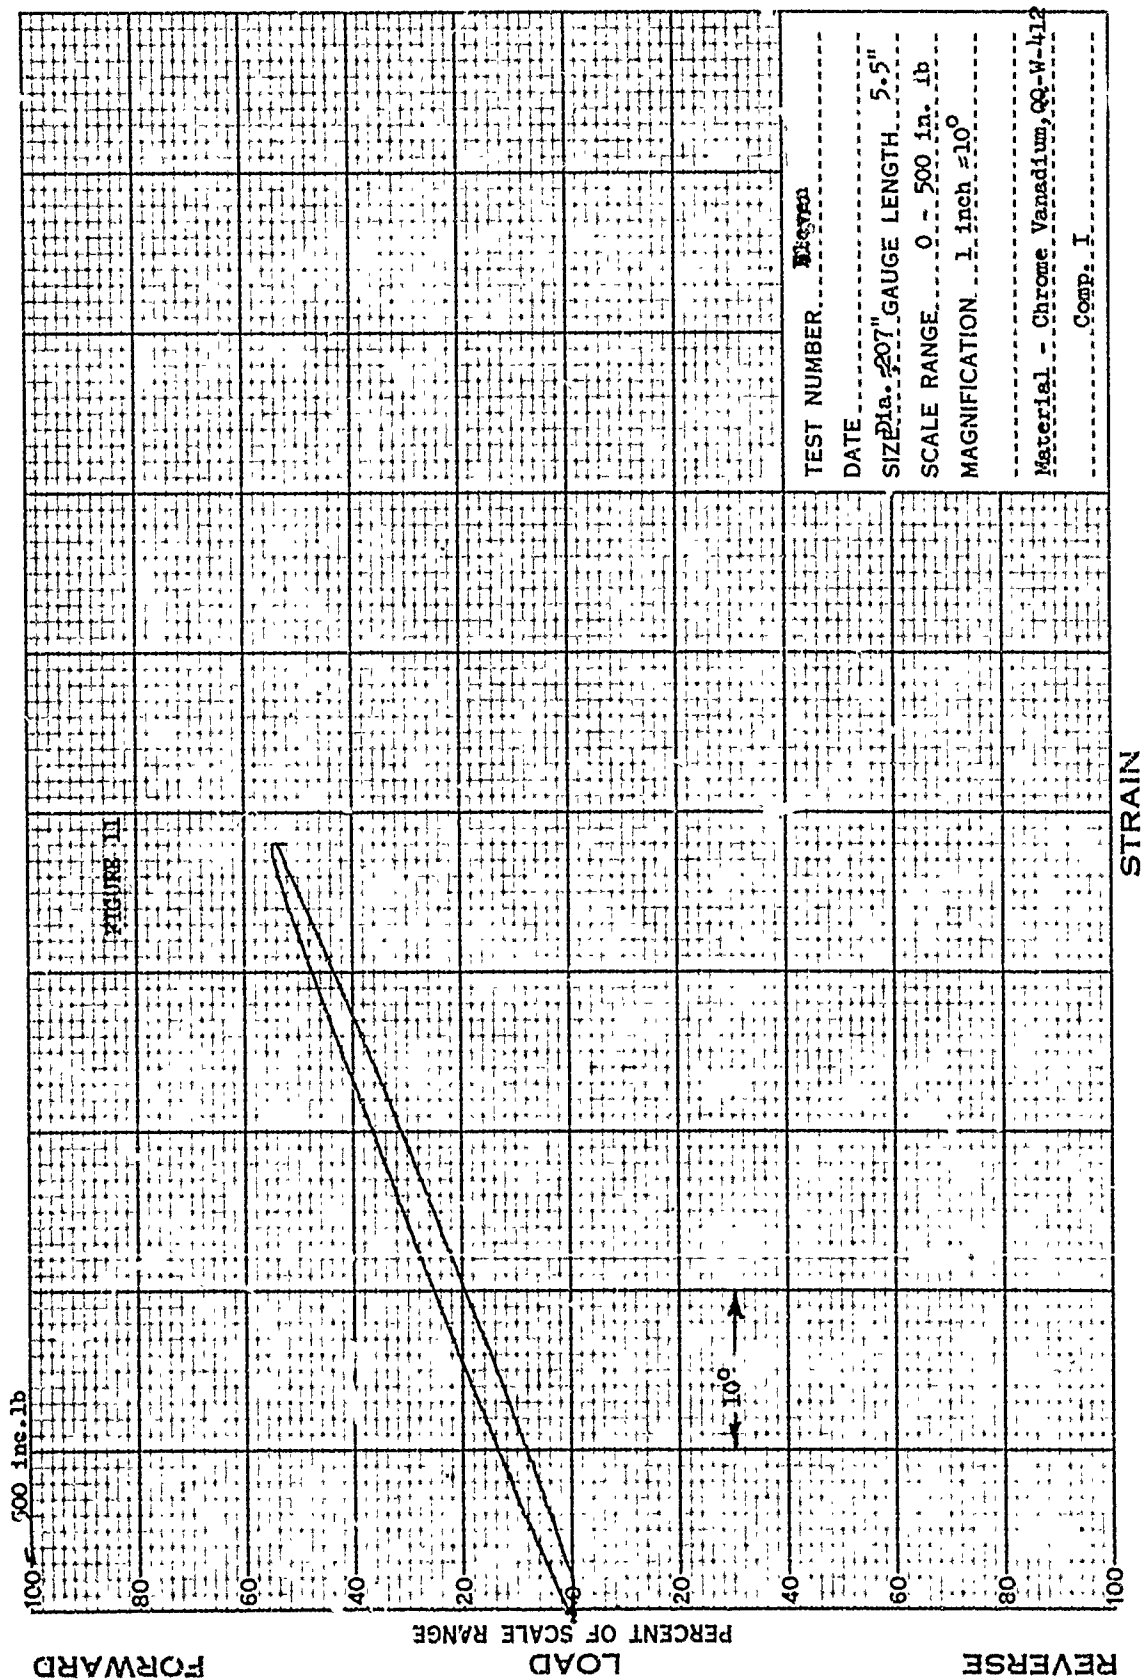 500 inc.lb
FIGURE 11
FORWARD
LOAD
REVERSE
PERCENT OF SCALE RANGE
100
80
60
40
20
0
20
40
60
80
100
10°
STRAIN
TEST NUMBER Eleven
DATE
SIZE Dia. .207" GAUGE LENGTH 5.5"
SCALE RANGE 0 - 500 in. lb
MAGNIFICATION 1 inch =10°
Material - Chrome Vanadium, QQ-W-412
Comp. I